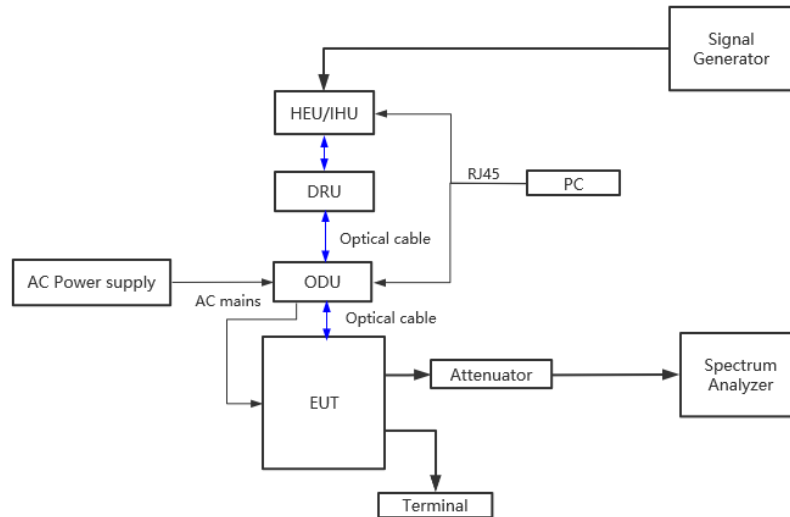 Signal
Generator
HEU/IHU
RJ45
PC
DRU
Optical cable
AC Power supply
ODU
AC mains
Optical cable
EUT
Attenuator
Spectrum
Analyzer
Terminal